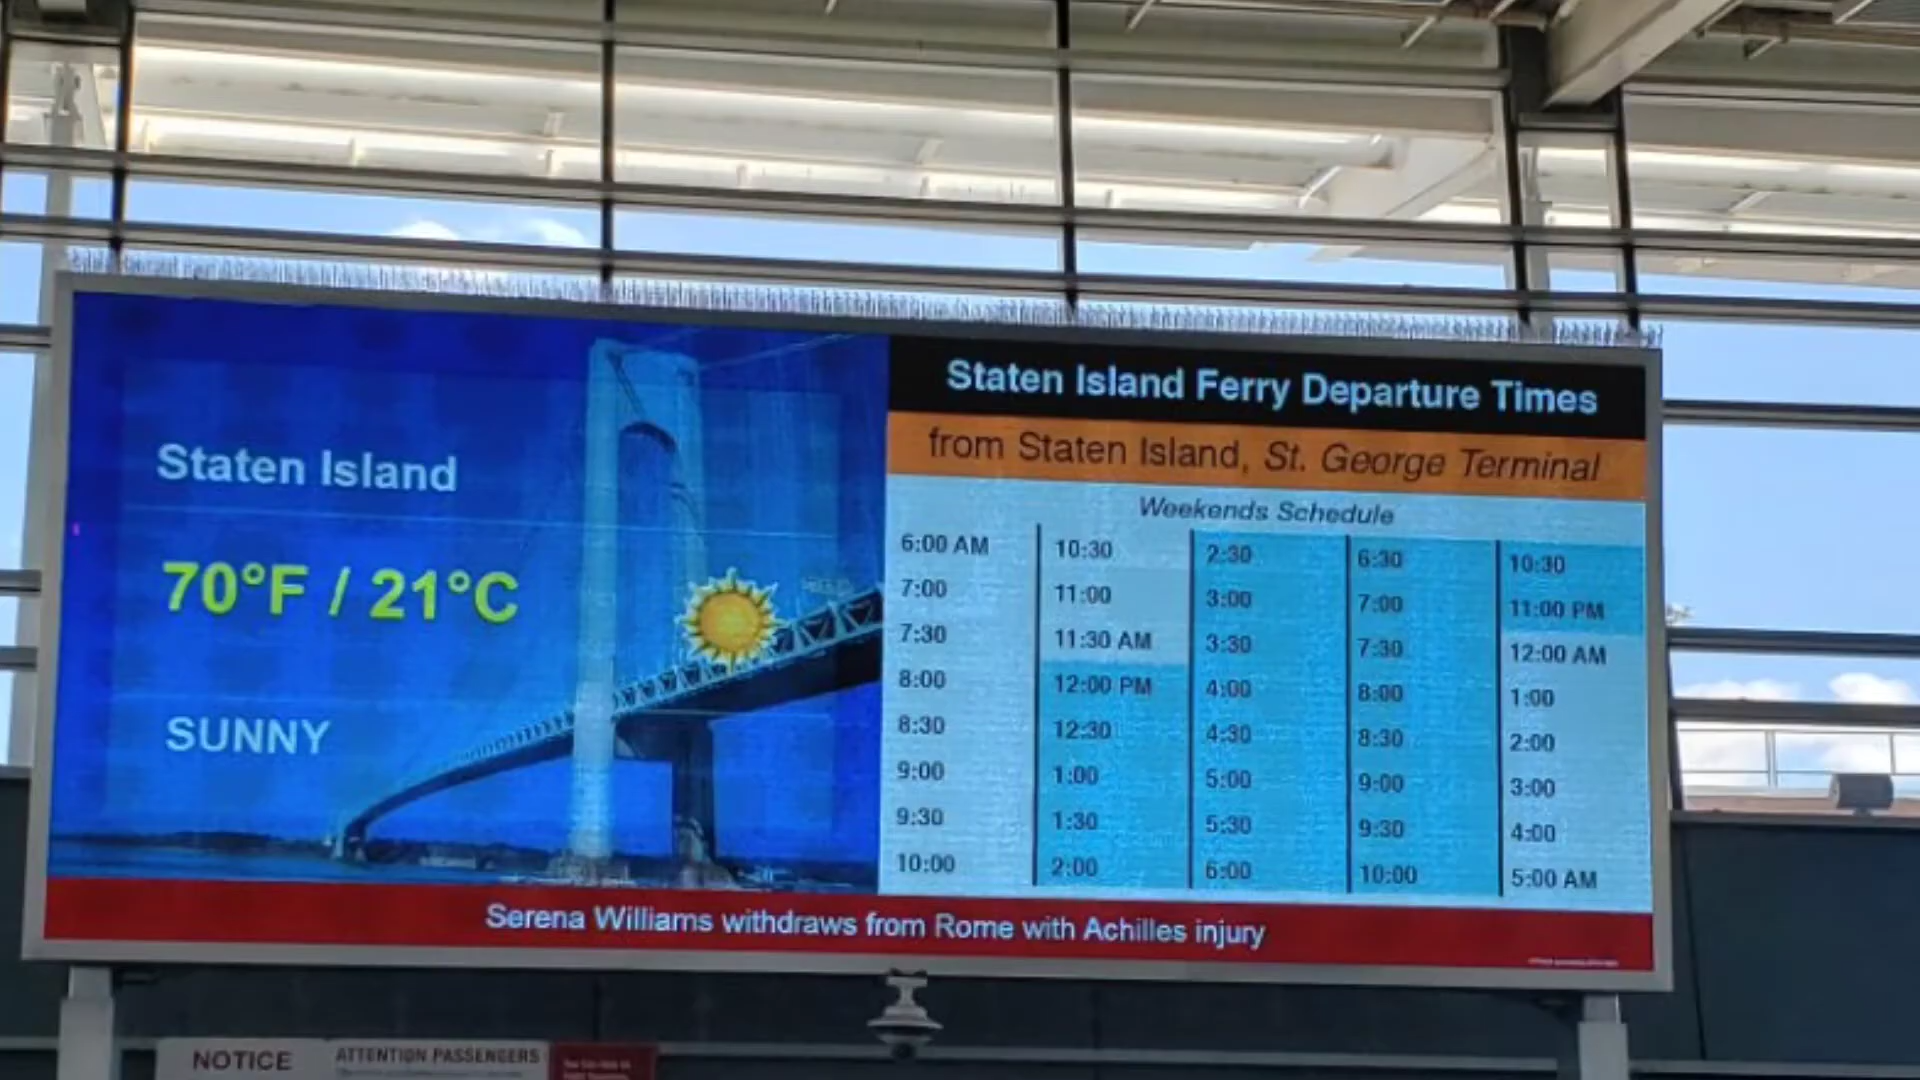 Staten Island
70°F / 21°C
SUNNY
Staten Island Ferry Departure Times
from Staten Island, St. George Terminal
Weekends Schedule
6:00 AM 10:30 2:30 6:30 10:30
7:00 11:00 3:00 7:00 11:00 PM
7:30 11:30 AM 3:30 7:30 12:00 AM
8:00 12:00 PM 4:00 8:00 1:00
8:30 12:30 4:30 8:30 2:00
9:00 1:00 5:00 9:00 3:00
9:30 1:30 5:30 9:30 4:00
10:00 2:00 6:00 10:00 5:00 AM
Serena Williams withdraws from Rome with Achilles injury
NOTICE
ATTENTION PASSENGERS